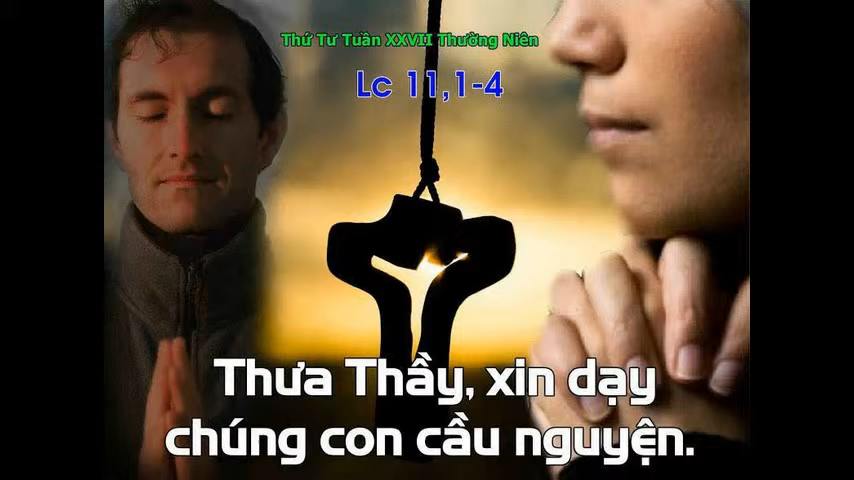 Thứ Tư Tuần XXVII Thường Niên
Lc 11,1-4
Thưa Thầy, xin dạy
chúng con cầu nguyện.